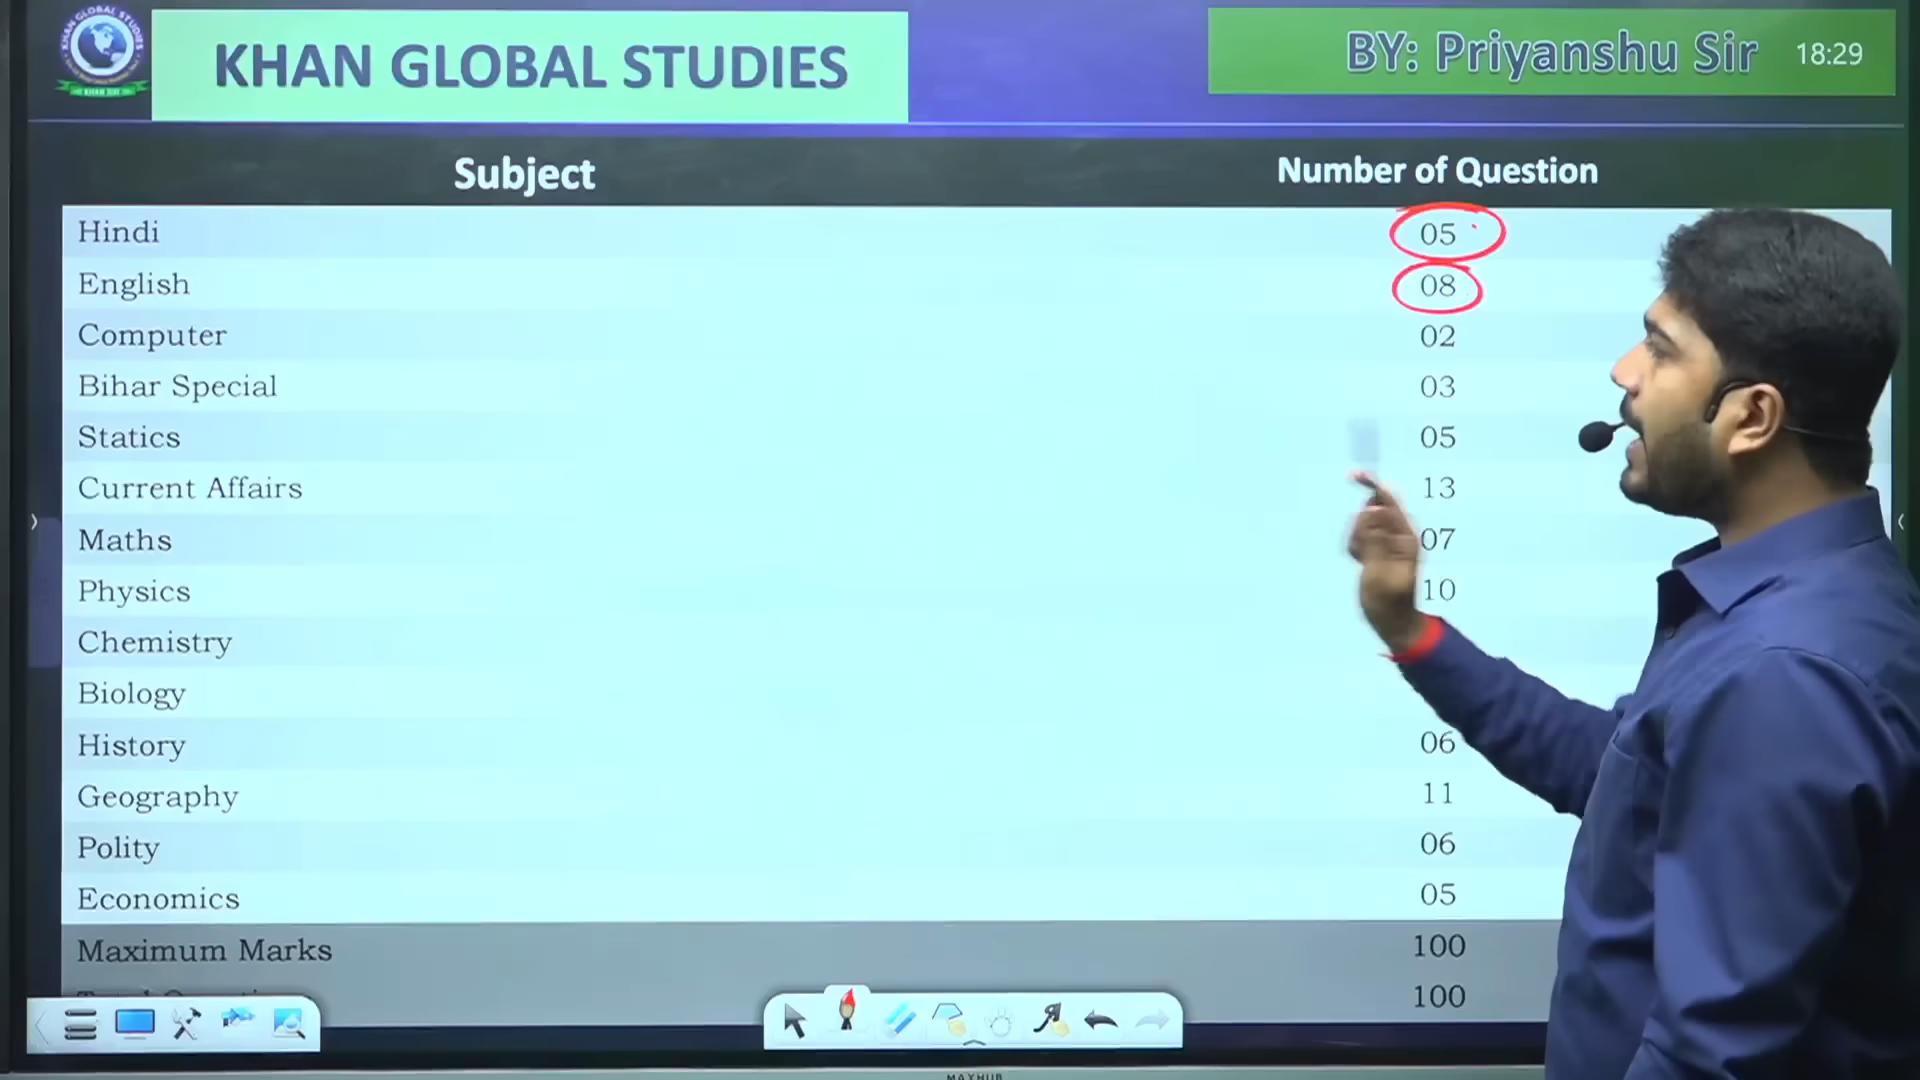 KHAN GLOBAL STUDIES
BY: Priyanshu Sir
18:29
Subject Number of Question
Hindi 05
English 08
Computer 02
Bihar Special 03
Statics 05
Current Affairs 13
Maths 07
Physics 10
Chemistry
Biology
History 06
Geography 11
Polity 06
Economics 05
Maximum Marks 100
100
MAXHUB